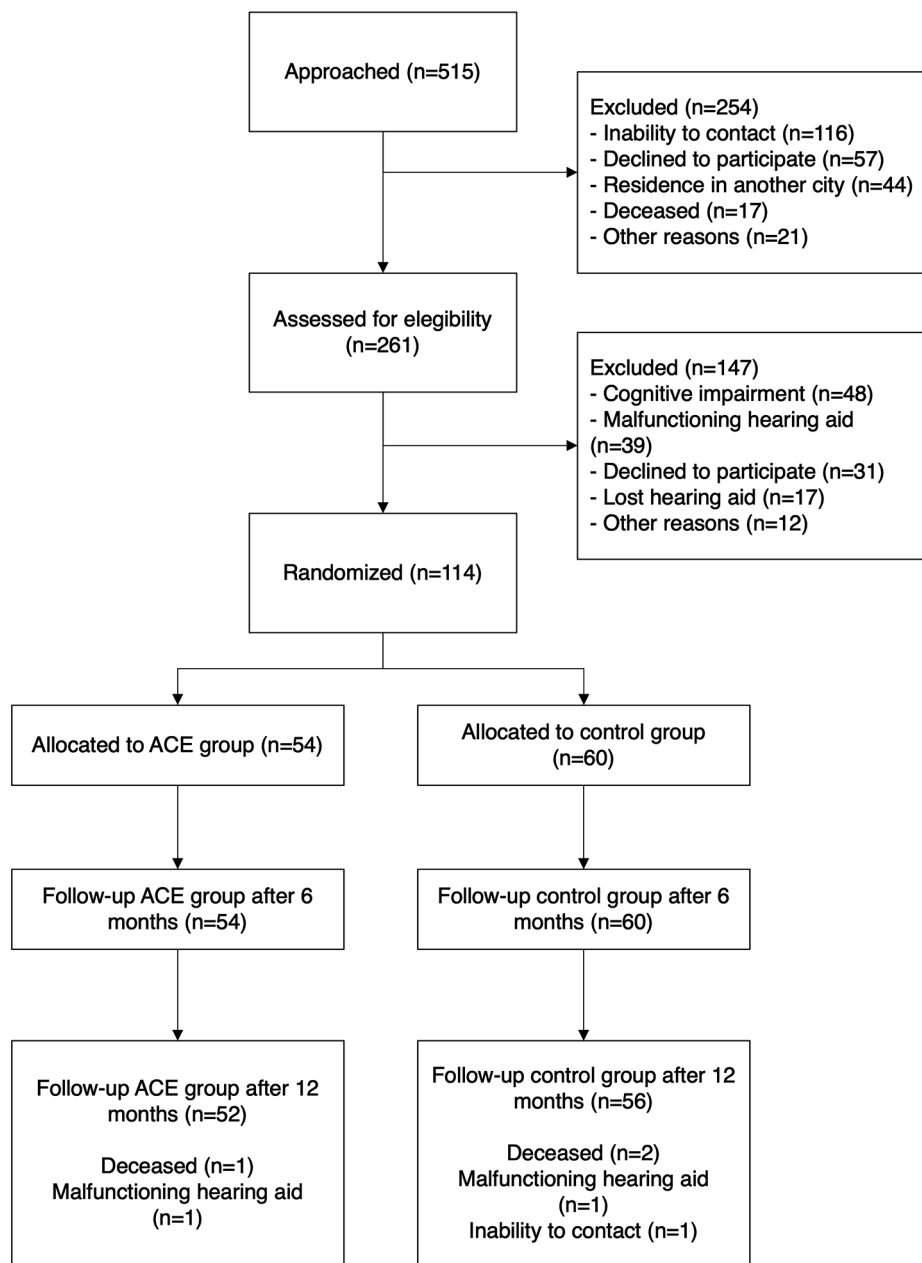 Approached (n=515)
Excluded (n=254)
- Inability to contact (n=116)
- Declined to participate (n=57)
- Residence in another city (n=44)
- Deceased (n=17)
- Other reasons (n=21)
Assessed for elegibility
(n=261)
Excluded (n=147)
- Cognitive impairment (n=48)
- Malfunctioning hearing aid
(n=39)
- Declined to participate (n=31)
- Lost hearing aid (n=17)
- Other reasons (n=12)
Randomized (n=114)
Allocated to ACE group (n=54)
Allocated to control group
(n=60)
Follow-up ACE group after 6
months (n=54)
Follow-up control group after 6
months (n=60)
Follow-up ACE group after 12
months (n=52)
Deceased (n=1)
Malfunctioning hearing aid
(n=1)
Follow-up control group after 12
months (n=56)
Deceased (n=2)
Malfunctioning hearing aid
(n=1)
Inability to contact (n=1)